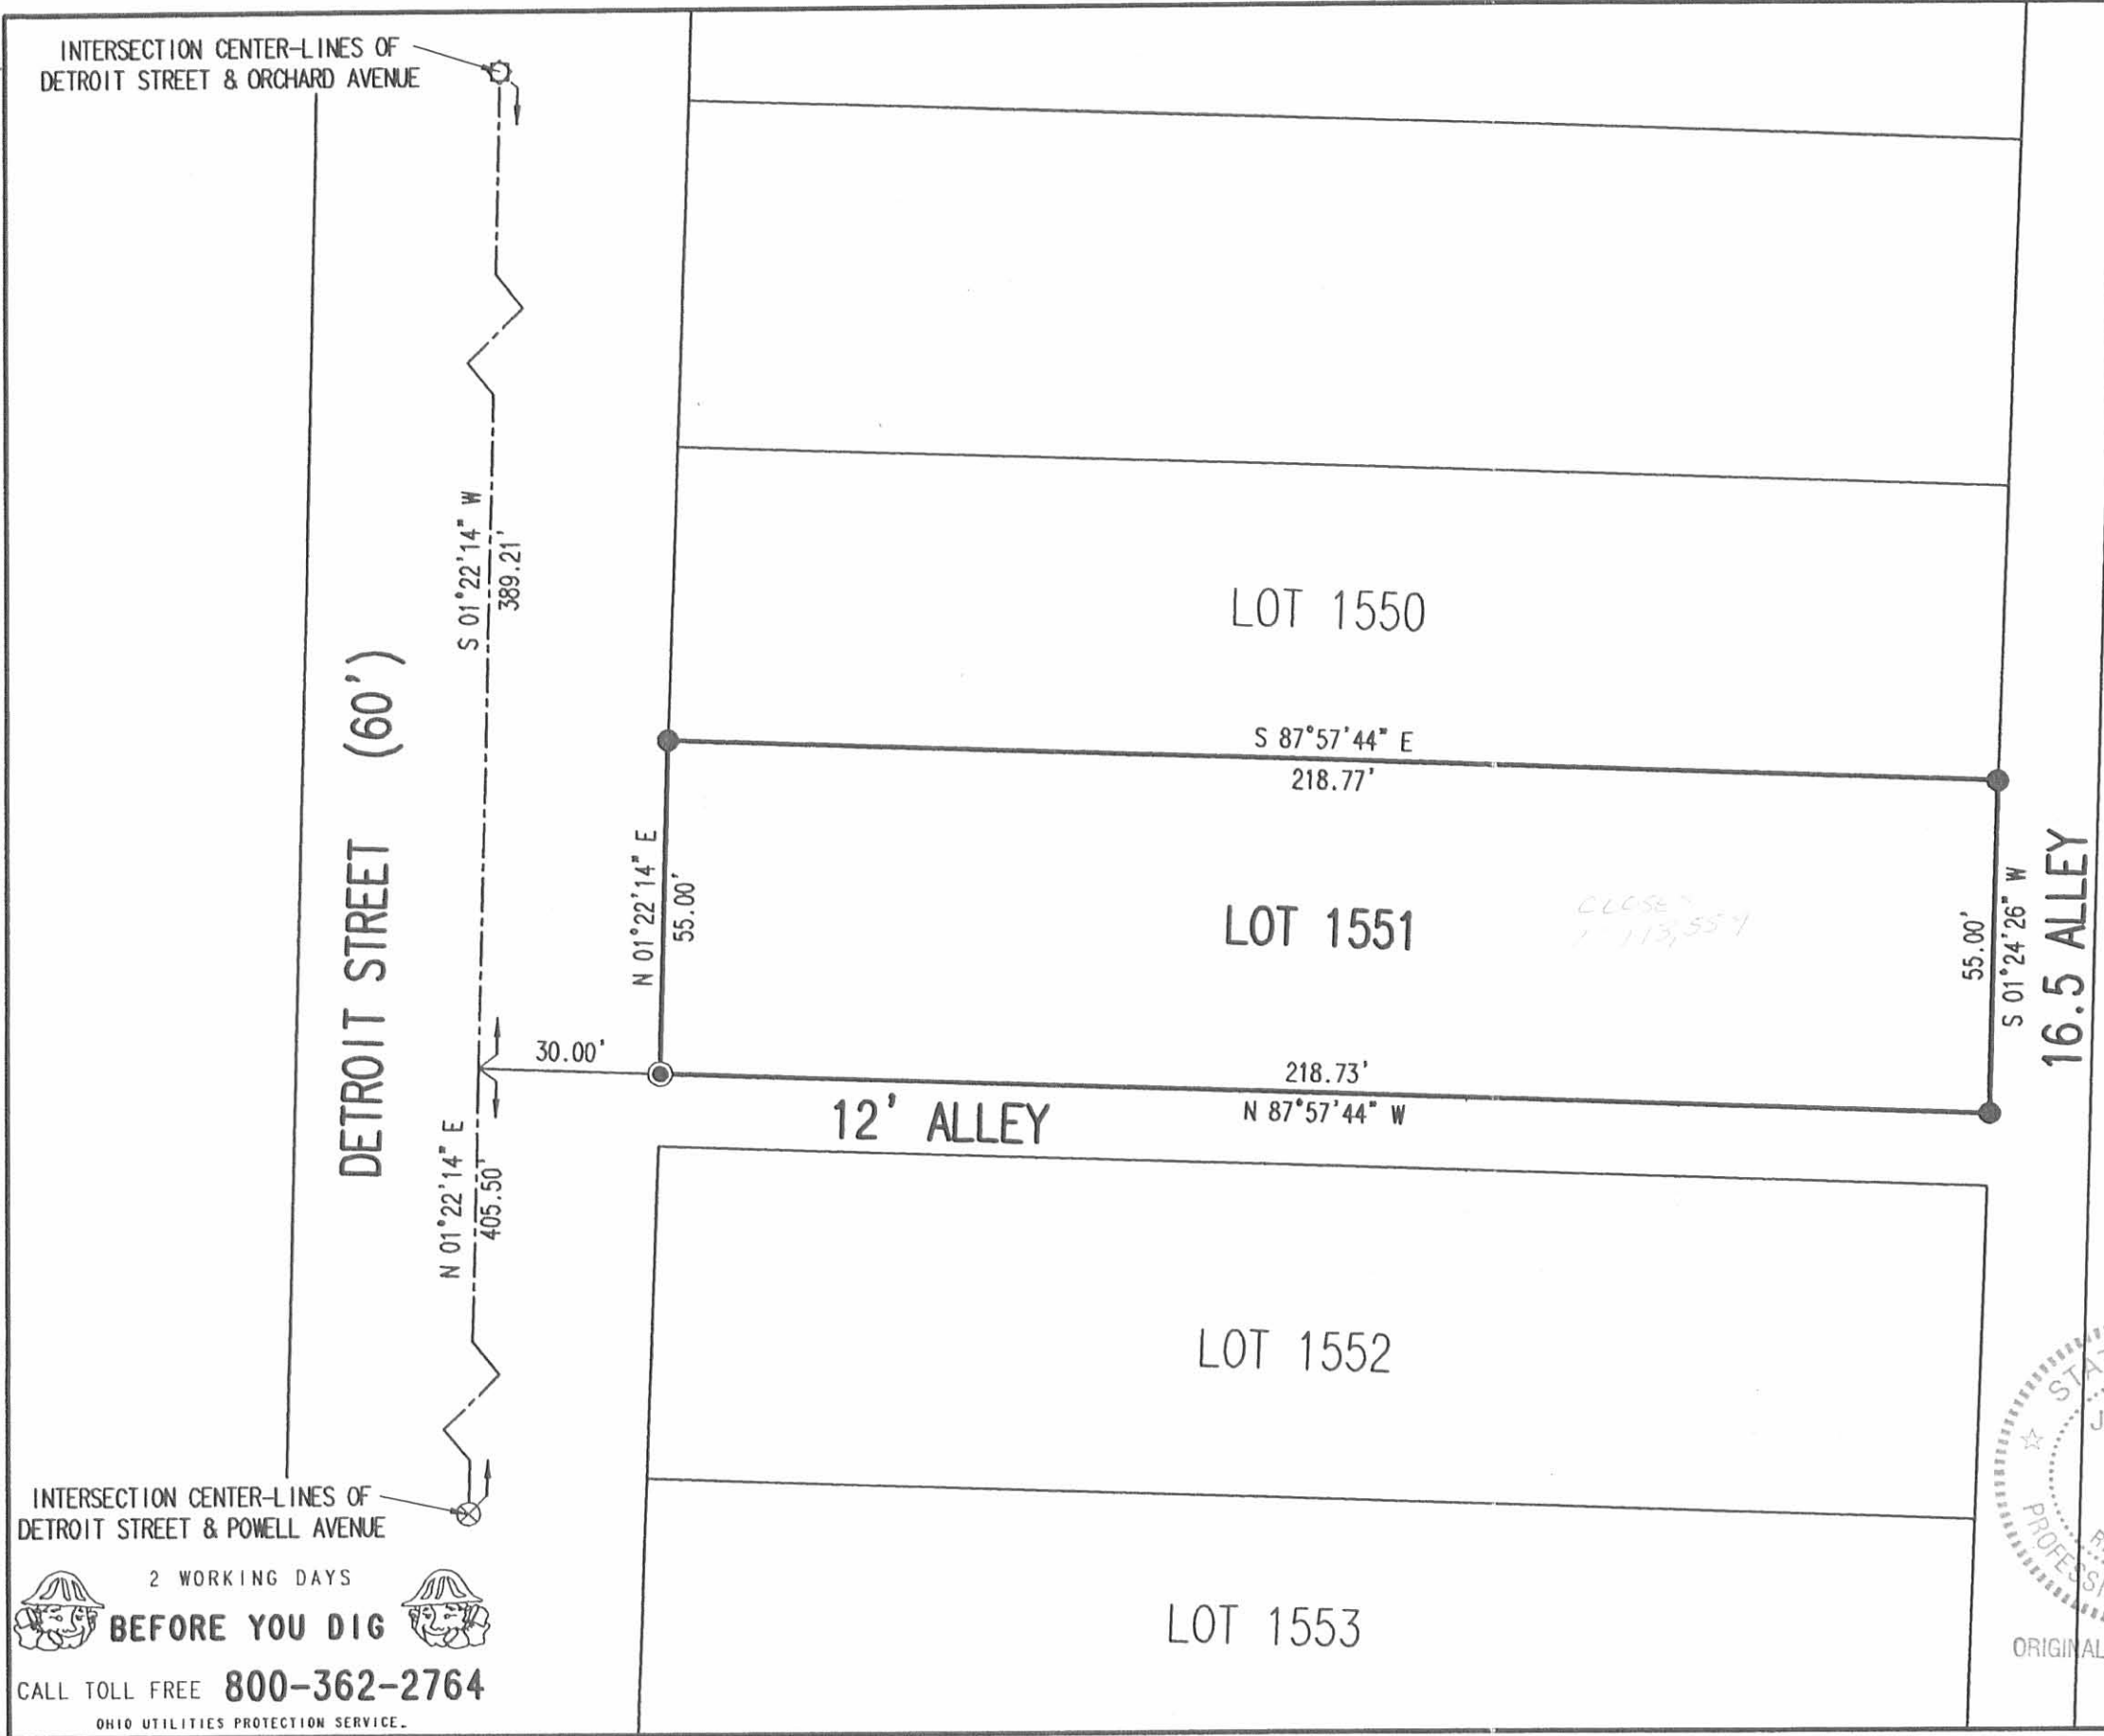 INTERSECTION CENTER-LINES OF
DETROIT STREET & ORCHARD AVENUE
S 01°22'14" W
389.21'
DETROIT STREET (60')
LOT 1550
S 87°57'44" E
218.77'
N 01°22'14" E
55.00'
LOT 1551
CLOSE
55.00'
S 01°24'26" W
16.5 ALLEY
30.00'
218.73'
N 87°57'44" W
12' ALLEY
N 01°22'14" E
405.50'
LOT 1552
INTERSECTION CENTER-LINES OF
DETROIT STREET & POWELL AVENUE
2 WORKING DAYS
BEFORE YOU DIG
CALL TOLL FREE 800-362-2764
OHIO UTILITIES PROTECTION SERVICE.
LOT 1553
ORIGINAL